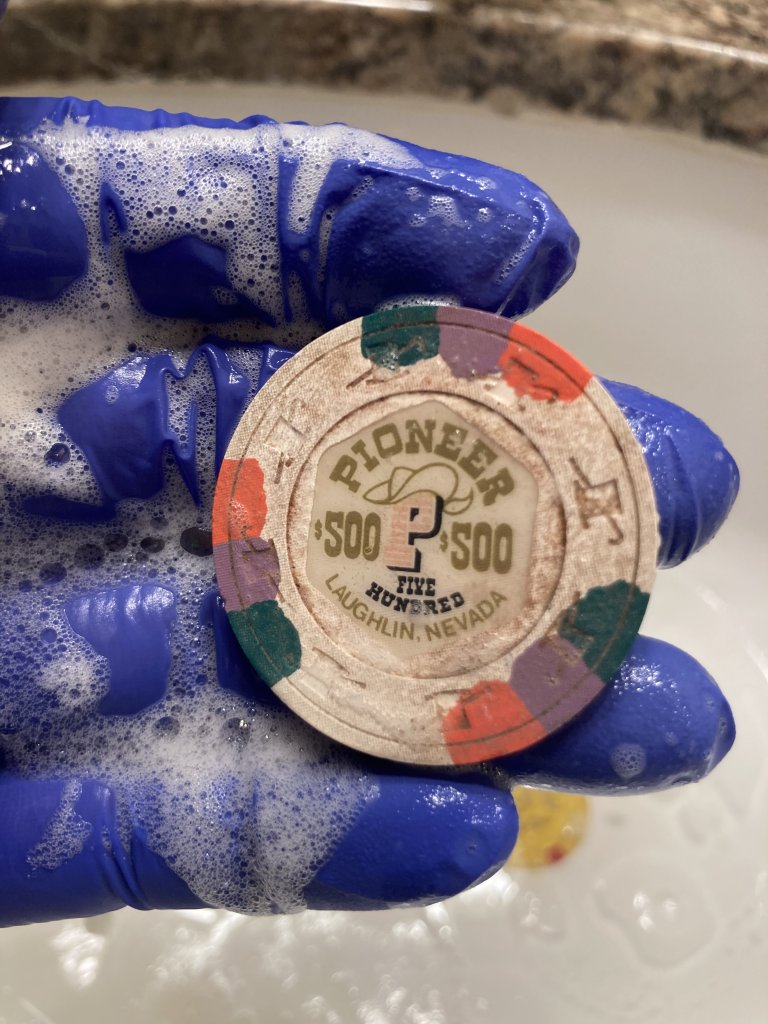 PIONEER
$500 P $500
FIVE
HUNDRED
LAUGHLIN, NEVADA